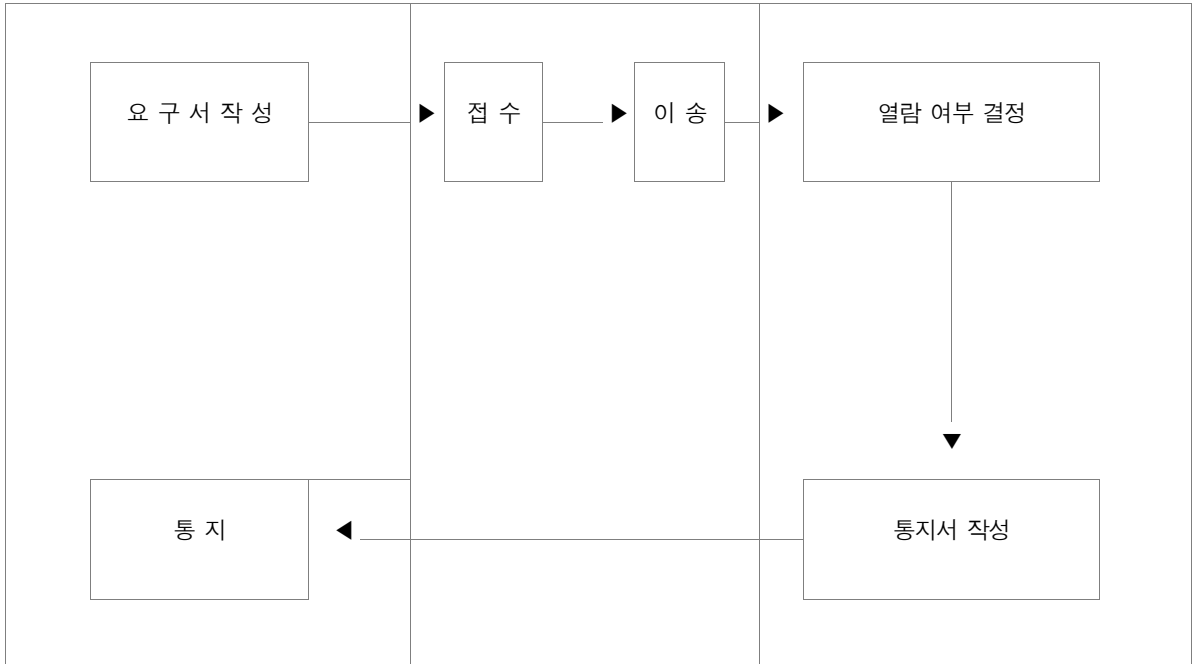 요 구 서 작 성
접 수
이 송
열람 여부 결정
통 지
통지서 작성